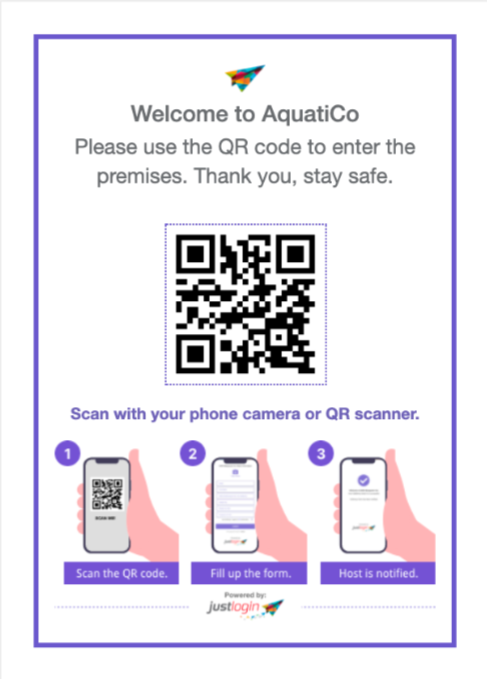 Welcome to AquatiCo
Please use the QR code to enter the
premises. Thank you, stay safe.
Scan with your phone camera or QR scanner.
1
2
3
SCAN ME
Scan the QR code.
Fill up the form.
Host is notified.
Powered by:
justlogin